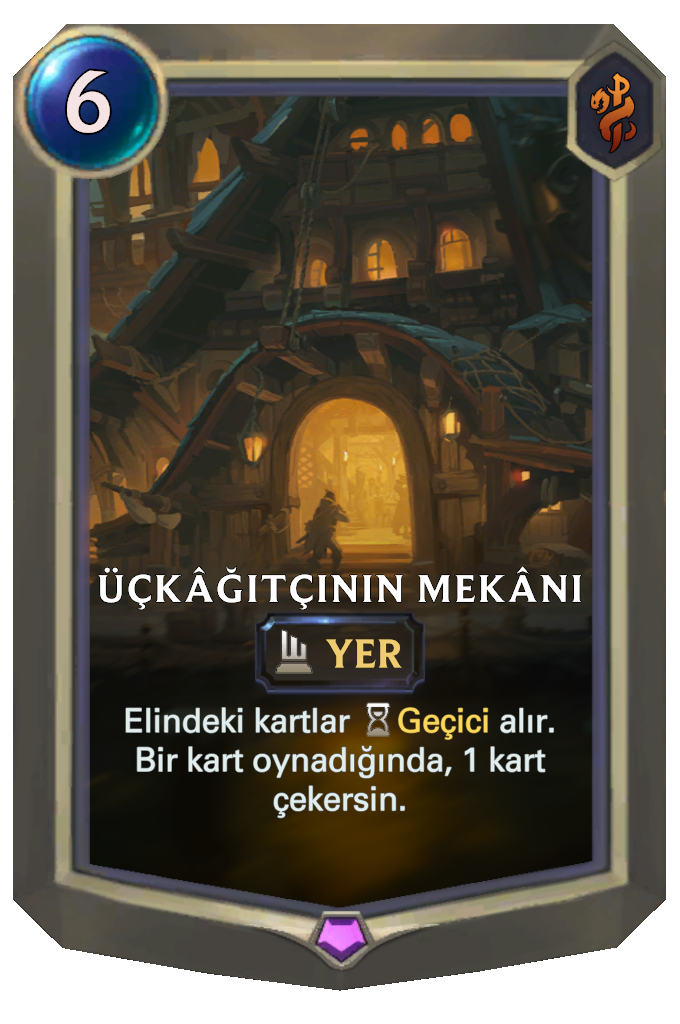 6
ÜÇKÂĞITÇININ MEKÂNI
YER
Elindeki kartlar Geçici alır.
Bir kart oynadığında, 1 kart
çekersin.